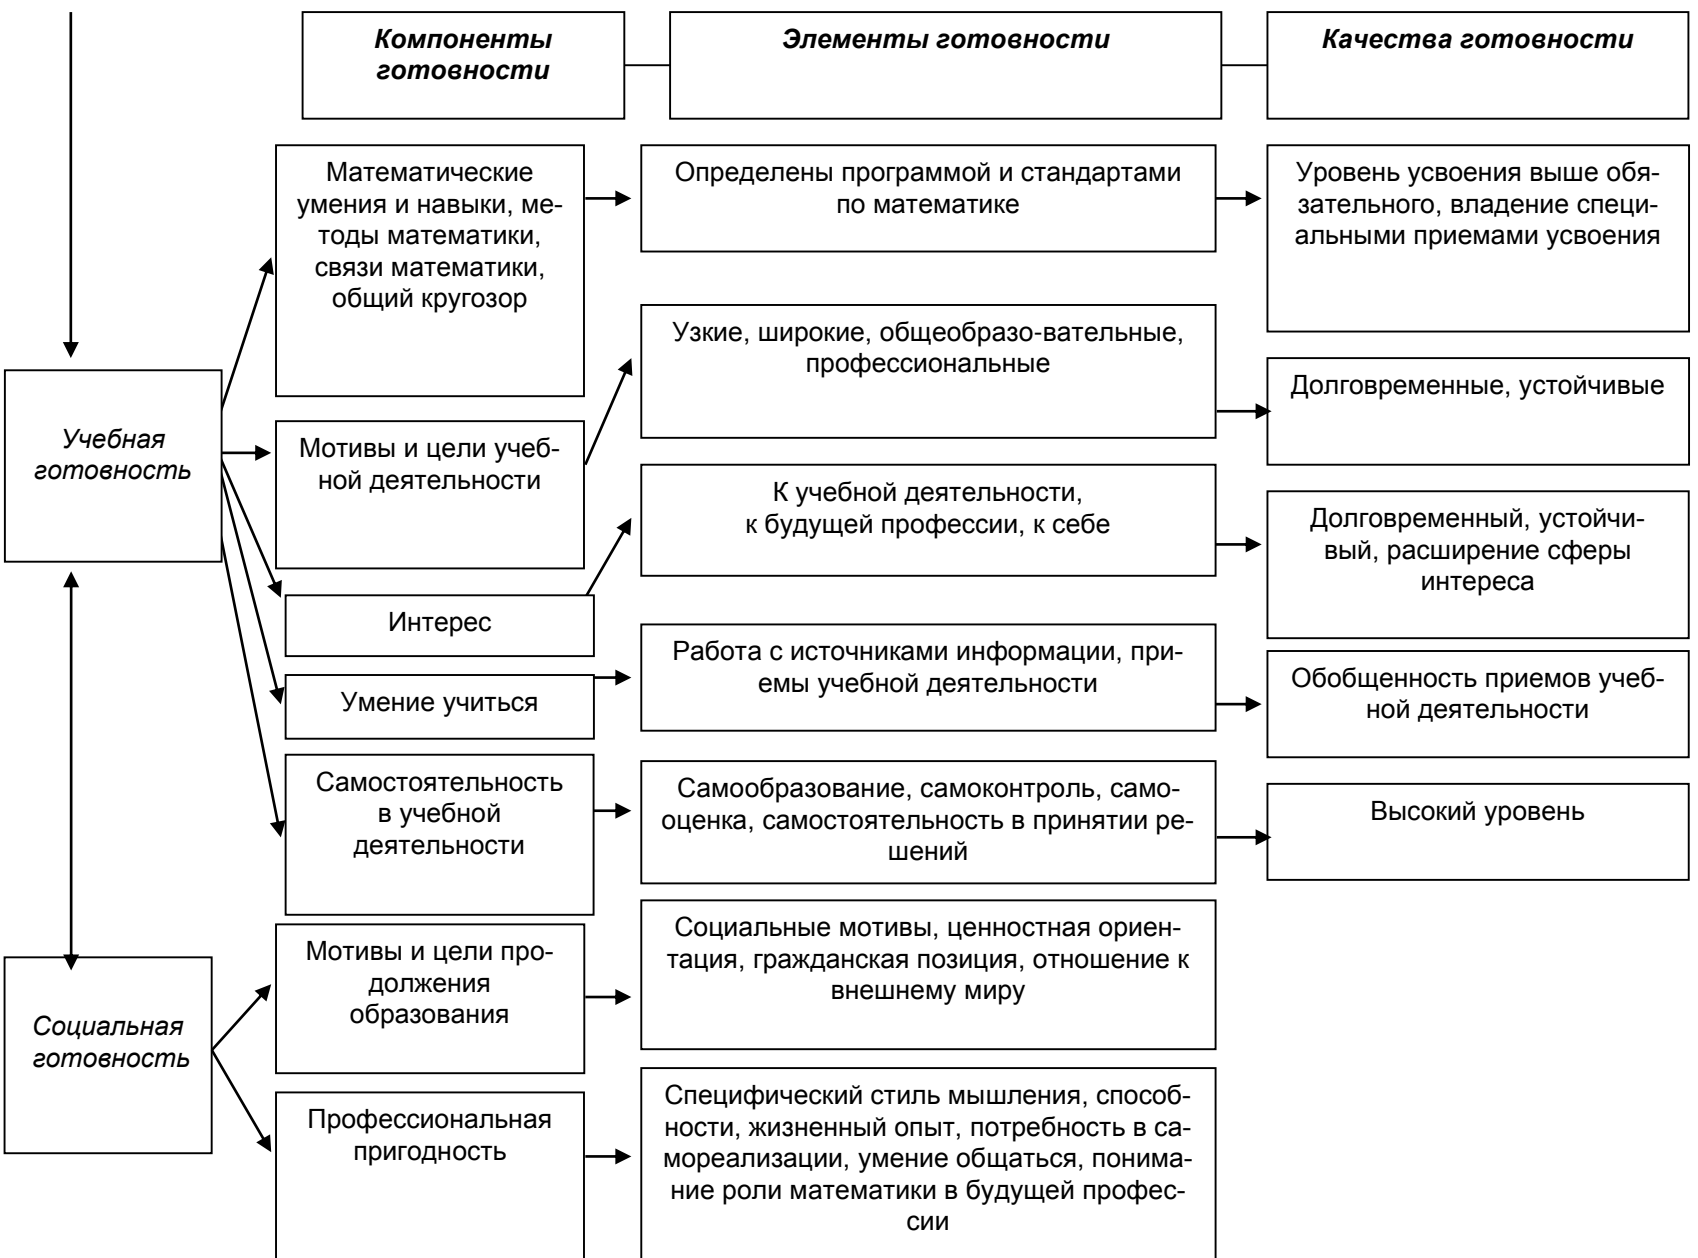 Компоненты
готовности
Элементы готовности
Качества готовности
Математические
умения и навыки, ме-
тоды математики,
связи математики,
общий кругозор
Определены программой и стандартами
по математике
Уровень усвоения выше обя-
зательного, владение специ-
альными приемами усвоения
Учебная
готовность
Мотивы и цели учеб-
ной деятельности
Узкие, широкие, общеобразо-вательные,
профессиональные
Долговременные, устойчивые
Интерес
К учебной деятельности,
к будущей профессии, к себе
Долговременный, устойчи-
вый, расширение сферы
интереса
Умение учиться
Работа с источниками информации, при-
емы учебной деятельности
Обобщенность приемов учеб-
ной деятельности
Самостоятельность
в учебной
деятельности
Самообразование, самоконтроль, само-
оценка, самостоятельность в принятии ре-
шений
Высокий уровень
Социальная
готовность
Мотивы и цели про-
должения
образования
Социальные мотивы, ценностная ориен-
тация, гражданская позиция, отношение к
внешнему миру
Профессиональная
пригодность
Специфический стиль мышления, способ-
ности, жизненный опыт, потребность в са-
мореализации, умение общаться, понима-
ние роли математики в будущей профес-
сии